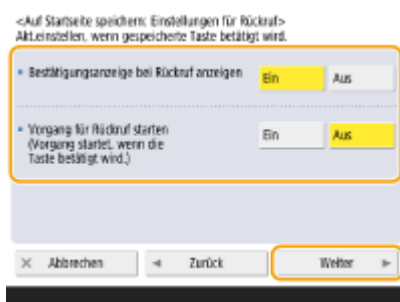 <Auf Startseite speichern: Einstellungen für Rückruf>
Akt.einstellen, wenn gespeicherte Taste betätigt wird.
Bestätigungsanzeige bei Rückruf anzeigen
Ein
Aus
Vorgang für Rückruf starten
(Vorgang startet, wenn die
Taste betätigt wird.)
Ein
Aus
Abbrechen
Zurück
Weiter